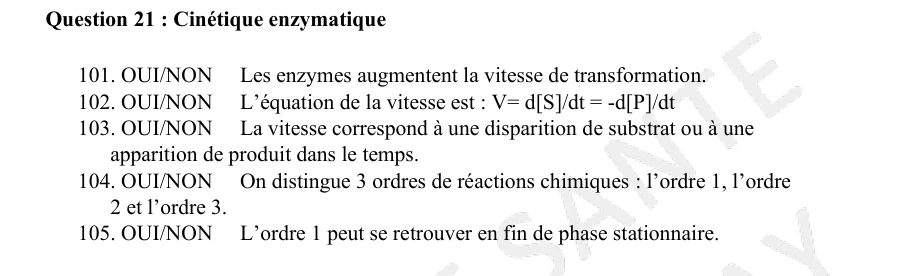 Question 21 : Cinétique enzymatique
101. OUI/NON Les enzymes augmentent la vitesse de transformation.
102. OUI/NON L'équation de la vitesse est : V= d[S]/dt = -d[P]/dt
103. OUI/NON La vitesse correspond à une disparition de substrat ou à une
apparition de produit dans le temps.
104. OUI/NON On distingue 3 ordres de réactions chimiques : l'ordre 1, l'ordre
2 et l'ordre 3.
105. OUI/NON L'ordre 1 peut se retrouver en fin de phase stationnaire.